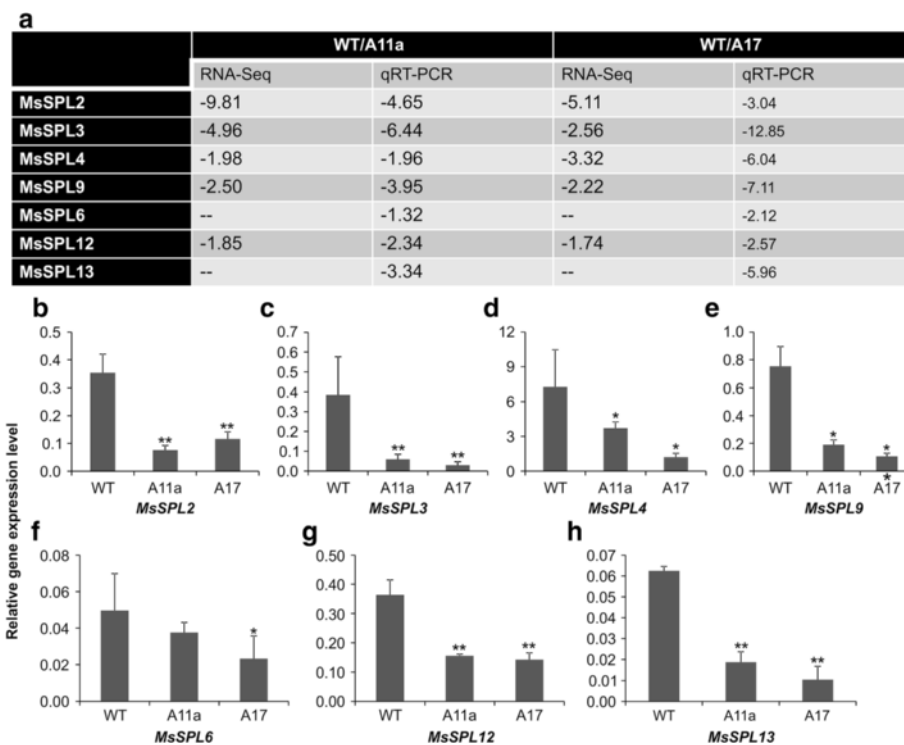 a
WT/A11a WT/A17
RNA-Seq qRT-PCR RNA-Seq qRT-PCR
MsSPL2 -9.81 -4.65 -5.11 -3.04
MsSPL3 -4.96 -6.44 -2.56 -12.85
MsSPL4 -1.98 -1.96 -3.32 -6.04
MsSPL9 -2.50 -3.95 -2.22 -7.11
MsSPL6 -- -1.32 -- -2.12
MsSPL12 -1.85 -2.34 -1.74 -2.57
MsSPL13 -- -3.34 -- -5.96
Relative gene expression level
b
0.5
0.4
0.3
0.2
0.1
0.0
** **
WT A11a A17
MsSPL2
c
0.7
0.6
0.5
0.4
0.3
0.2
0.1
0.0
** **
WT A11a A17
MsSPL3
d
12
9
6
3
0
* *
WT A11a A17
MsSPL4
e
1.0
0.8
0.6
0.4
0.2
0.0
* *
WT A11a A17
*
MsSPL9
f
0.08
0.06
0.04
0.02
0.00
*
WT A11a A17
MsSPL6
g
0.50
0.40
0.30
0.20
0.10
0.00
** **
WT A11a A17
MsSPL12
h
0.07
0.06
0.05
0.04
0.03
0.02
0.01
0.00
** **
WT A11a A17
MsSPL13